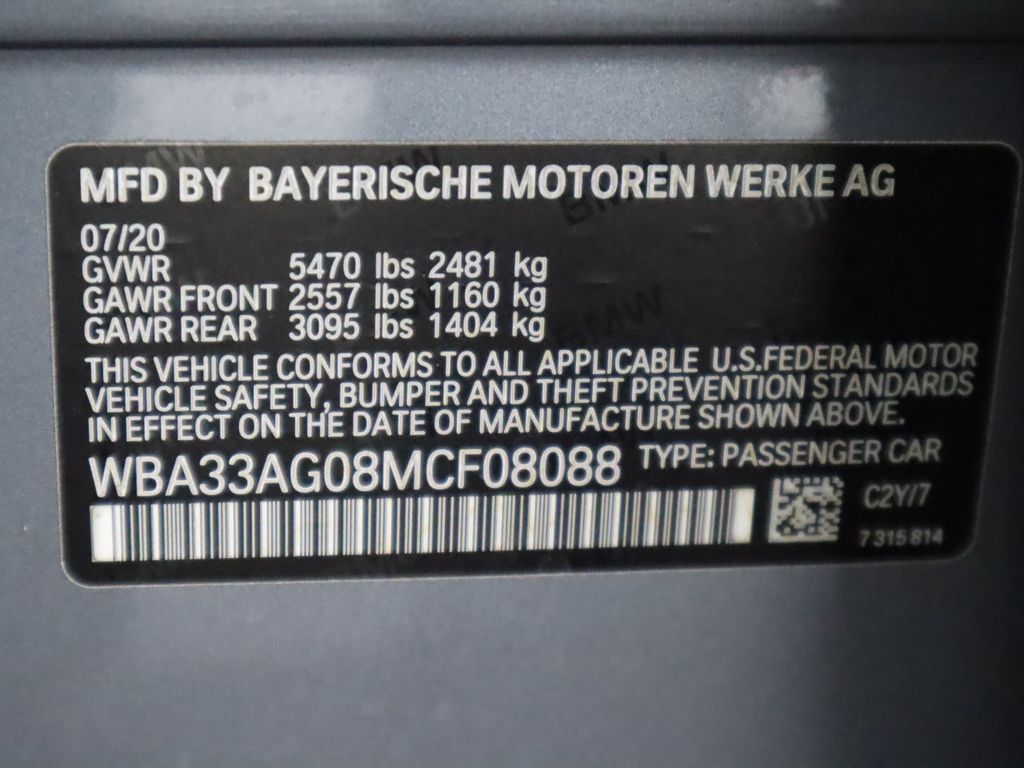 MFD BY BAYERISCHE MOTOREN WERKE AG
07/20
GVWR 5470 lbs 2481 kg
GAWR FRONT 2557 lbs 1160 kg
GAWR REAR 3095 lbs 1404 kg
THIS VEHICLE CONFORMS TO ALL APPLICABLE U.S.FEDERAL MOTOR
VEHICLE SAFETY, BUMPER AND THEFT PREVENTION STANDARDS
IN EFFECT ON THE DATE OF MANUFACTURE SHOWN ABOVE.
WBA33AG08MCF08088 TYPE: PASSENGER CAR
C2Y/7
7 315 814